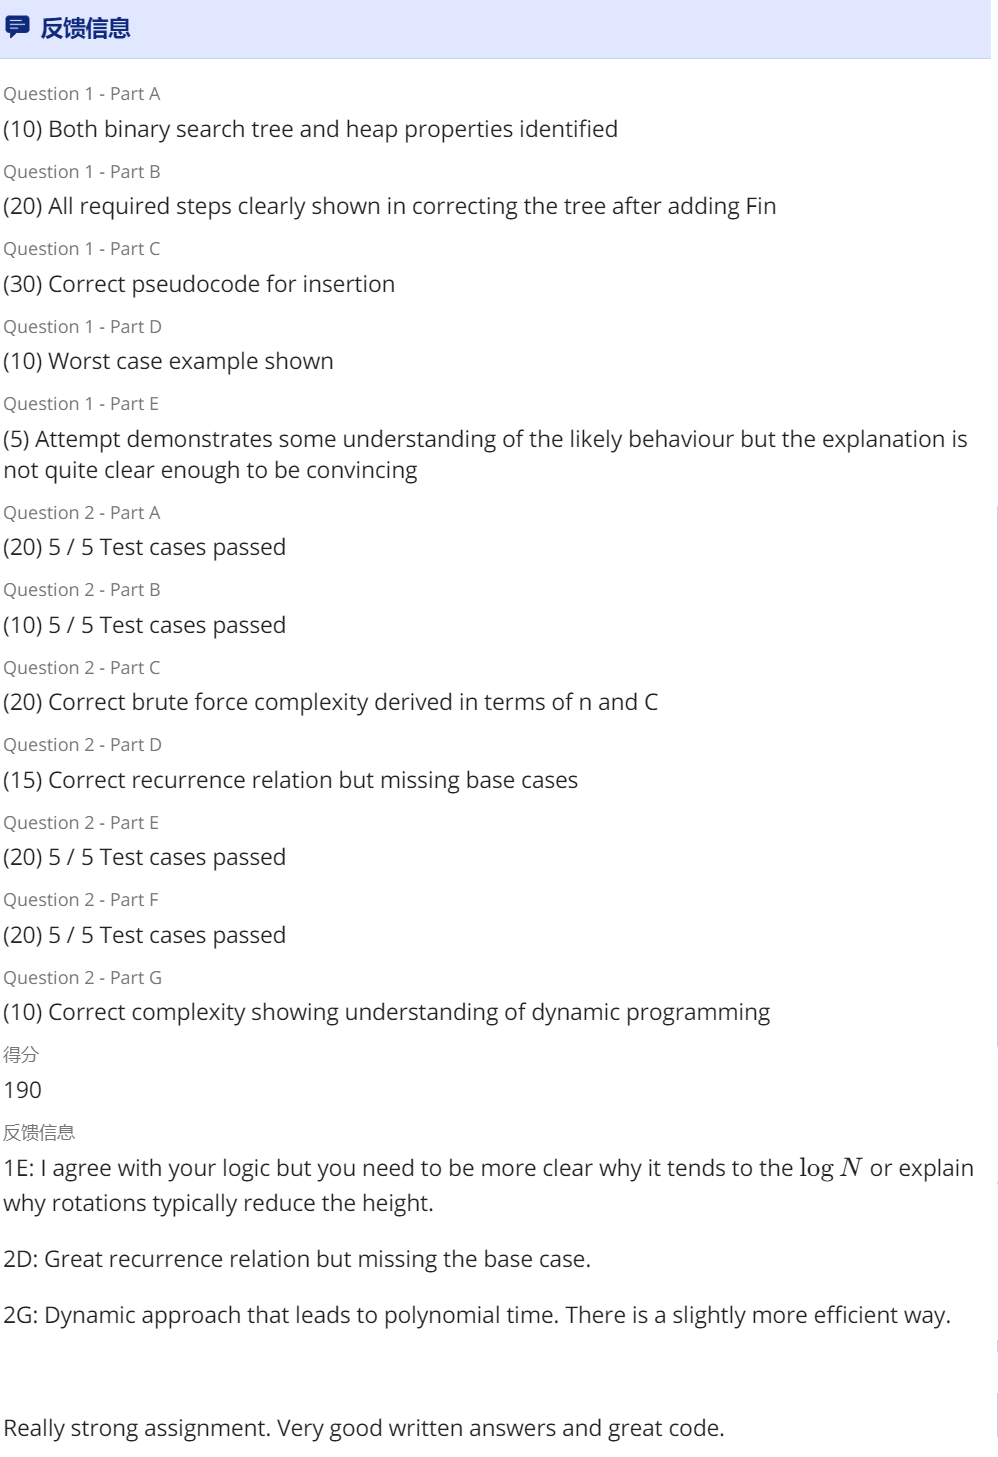 反馈信息
Question 1 - Part A
(10) Both binary search tree and heap properties identified
Question 1 - Part B
(20) All required steps clearly shown in correcting the tree after adding Fin
Question 1 - Part C
(30) Correct pseudocode for insertion
Question 1 - Part D
(10) Worst case example shown
Question 1 - Part E
(5) Attempt demonstrates some understanding of the likely behaviour but the explanation is
not quite clear enough to be convincing
Question 2 - Part A
(20) 5 / 5 Test cases passed
Question 2 - Part B
(10) 5 / 5 Test cases passed
Question 2 - Part C
(20) Correct brute force complexity derived in terms of n and C
Question 2 - Part D
(15) Correct recurrence relation but missing base cases
Question 2 - Part E
(20) 5 / 5 Test cases passed
Question 2 - Part F
(20) 5 / 5 Test cases passed
Question 2 - Part G
(10) Correct complexity showing understanding of dynamic programming
得分
190
反馈信息
1E: I agree with your logic but you need to be more clear why it tends to the log N or explain
why rotations typically reduce the height.
2D: Great recurrence relation but missing the base case.
2G: Dynamic approach that leads to polynomial time. There is a slightly more efficient way.
Really strong assignment. Very good written answers and great code.